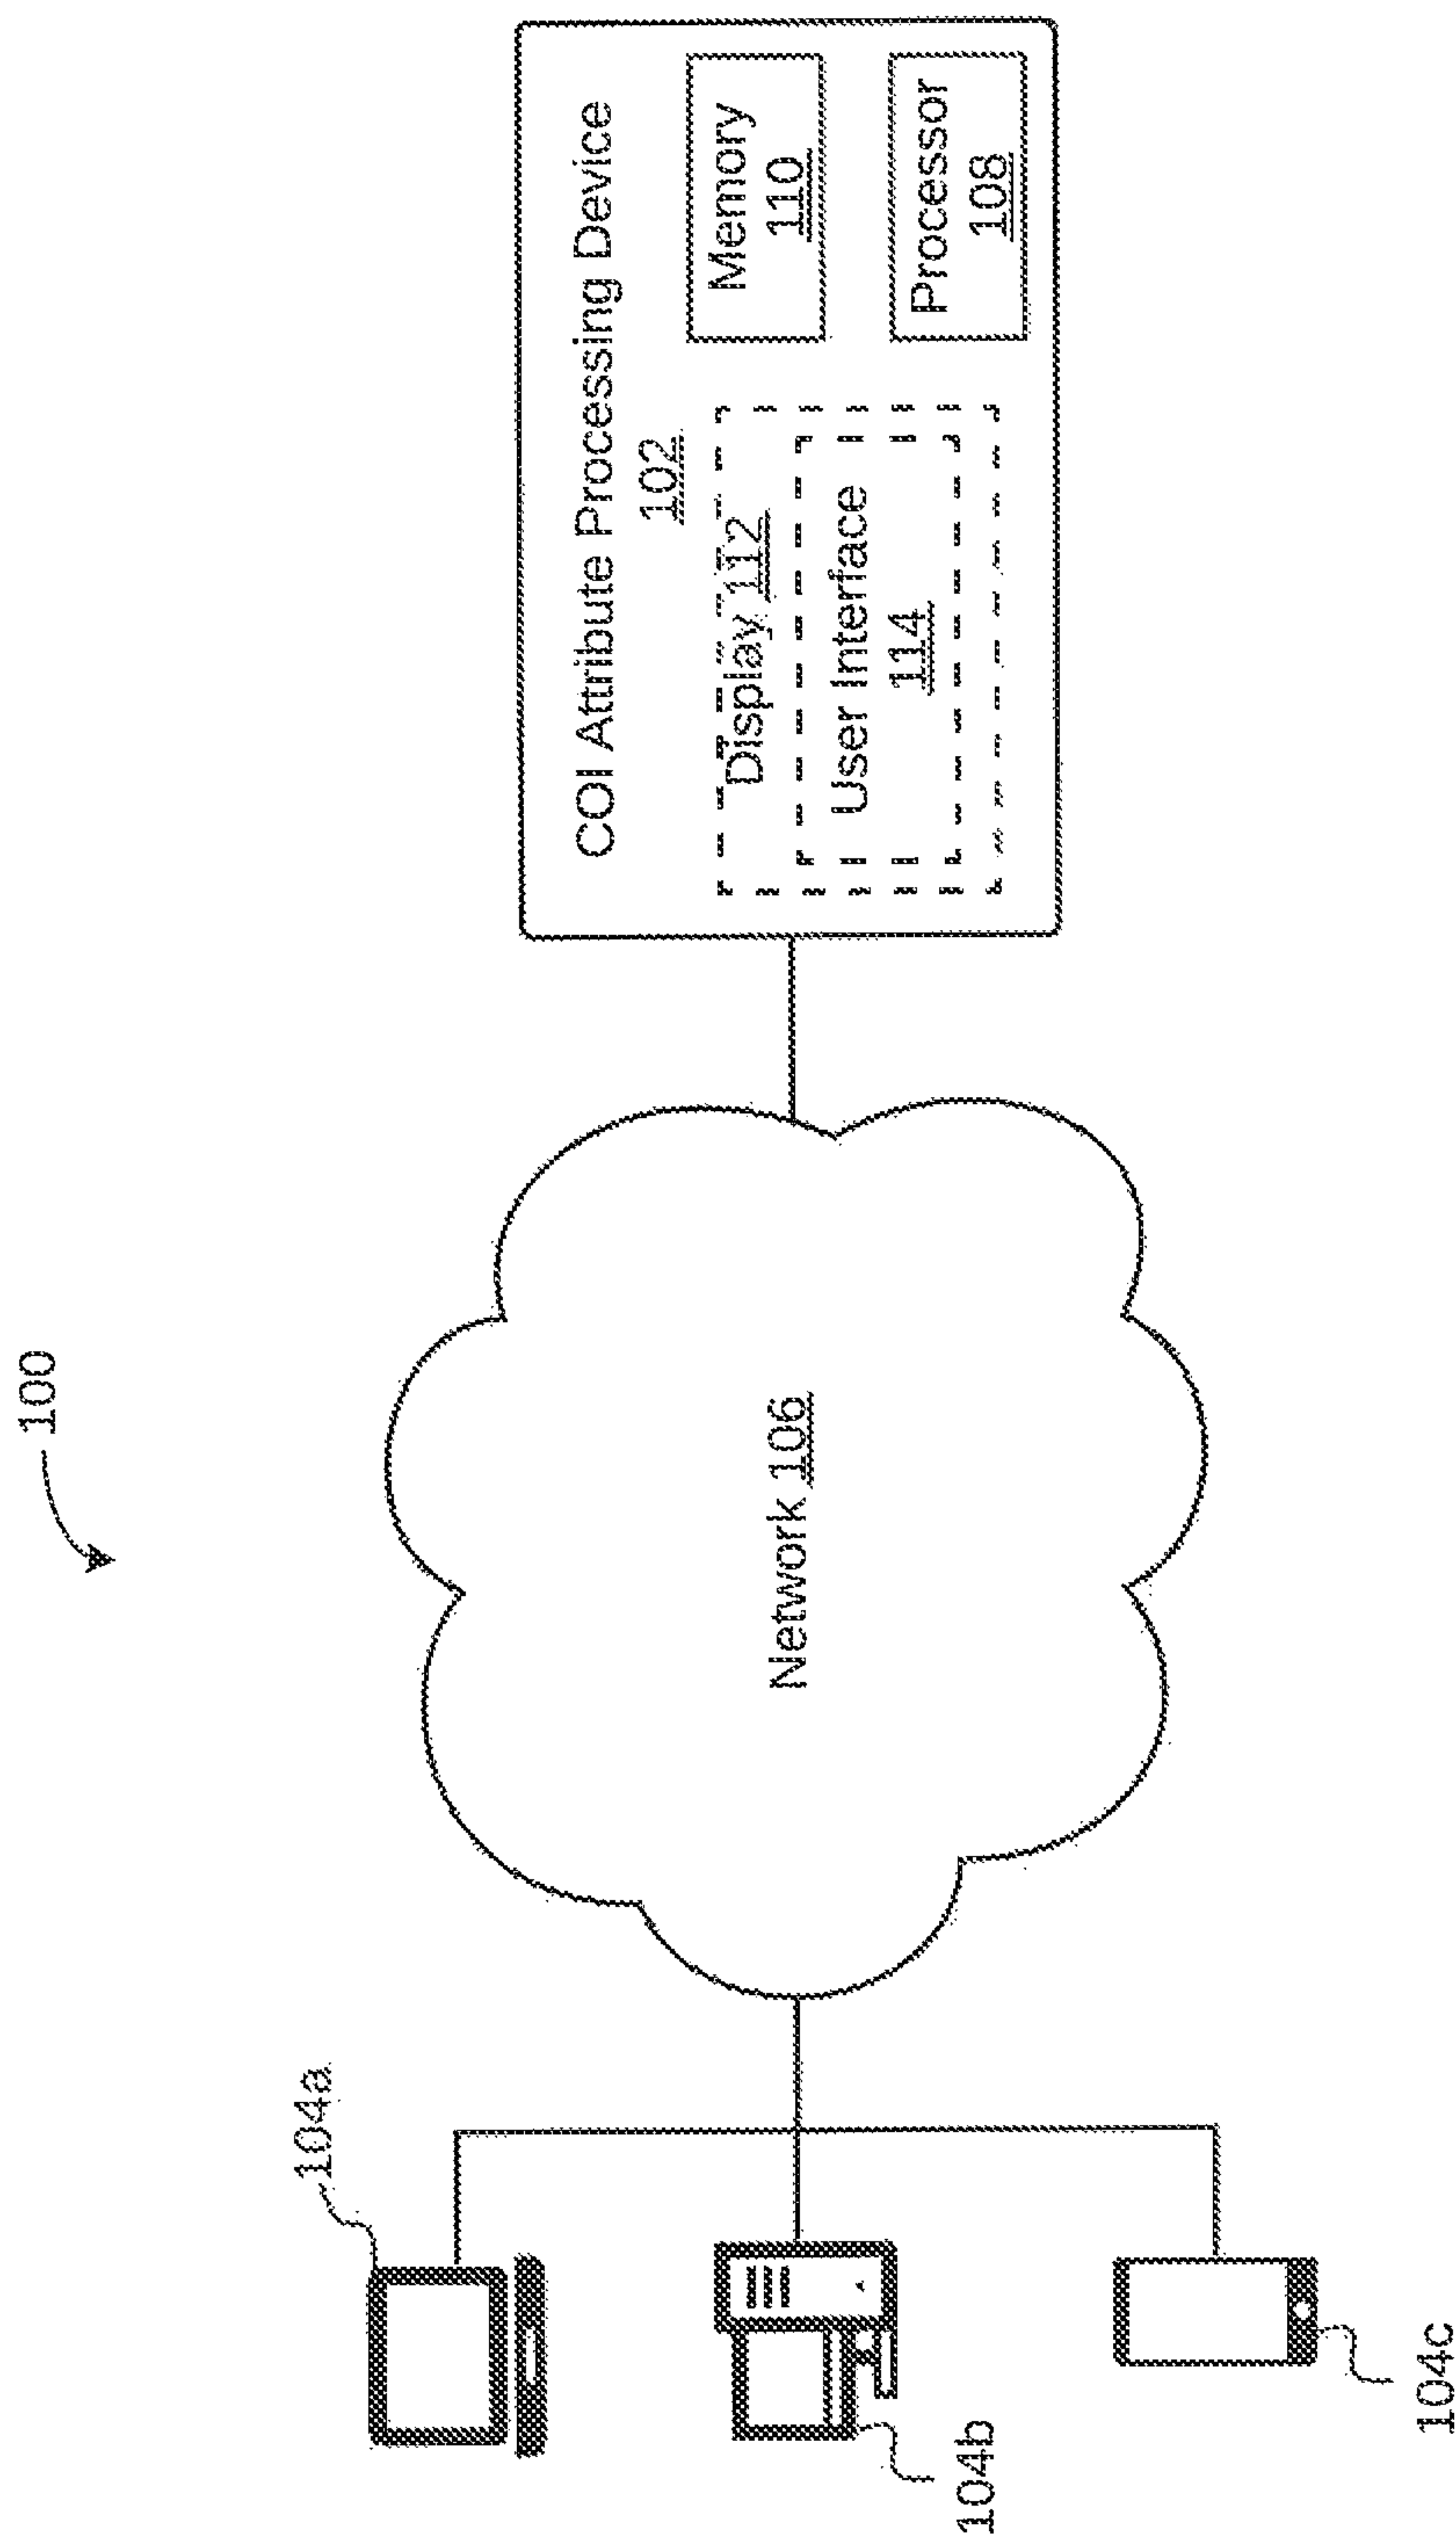 100
104a
104b
104c
Network 106
COI Attribute Processing Device
102
Display 112
User Interface
114
Memory
110
Processor
108